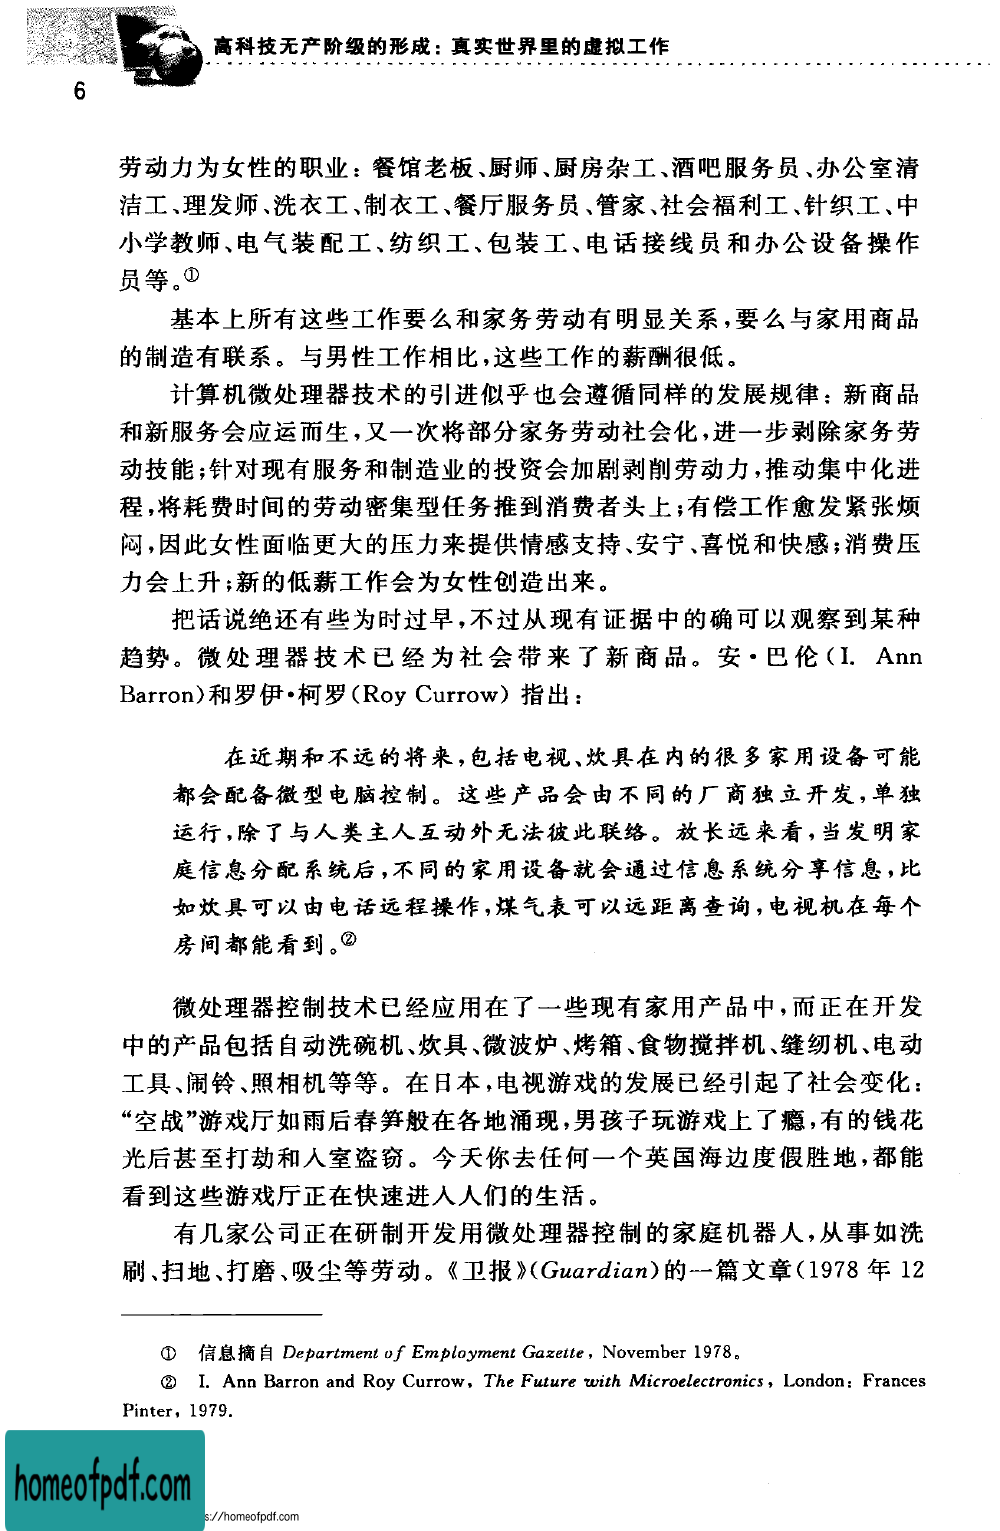 高科技无产阶级的形成：真实世界里的虚拟工作
6
劳动力为女性的职业：餐馆老板、厨师、厨房杂工、酒吧服务员、办公室清
洁工、理发师、洗衣工、制衣工、餐厅服务员、管家、社会福利工、针织工、中
小学教师、电气装配工、纺织工、包装工、电话接线员和办公设备操作
员等。①
基本上所有这些工作要么和家务劳动有明显关系，要么与家用商品
的制造有联系。与男性工作相比，这些工作的薪酬很低。
计算机微处理器技术的引进似乎也会遵循同样的发展规律：新商品
和新服务会应运而生，又一次将部分家务劳动社会化，进一步剥除家务劳
动技能；针对现有服务和制造业的投资会加剧剥削劳动力，推动集中化进
程，将耗费时间的劳动密集型任务推到消费者头上；有偿工作愈发紧张烦
闷，因此女性面临更大的压力来提供情感支持、安宁、喜悦和快感；消费压
力会上升；新的低薪工作会为女性创造出来。
把话说绝还有些为时过早，不过从现有证据中的确可以观察到某种
趋势。微处理器技术已经为社会带来了新商品。安·巴伦（I. Ann
Barron）和罗伊·柯罗（Roy Currow）指出：
在近期和不远的将来，包括电视、炊具在内的很多家用设备可能
都会配备微型电脑控制。这些产品会由不同的厂商独立开发，单独
运行，除了与人类主人互动外无法彼此联络。放长远来看，当发明家
庭信息分配系统后，不同的家用设备就会通过信息系统分享信息，比
如炊具可以由电话远程操作，煤气表可以远距离查询，电视机在每个
房间都能看到。②
微处理器控制技术已经应用在了一些现有家用产品中，而正在开发
中的产品包括自动洗碗机、炊具、微波炉、烤箱、食物搅拌机、缝纫机、电动
工具、闹铃、照相机等等。在日本，电视游戏的发展已经引起了社会变化：
“空战”游戏厅如雨后春笋般在各地涌现，男孩子玩游戏上了瘾，有的钱花
光后甚至打劫和入室盗窃。今天你去任何一个英国海边度假胜地，都能
看到这些游戏厅正在快速进入人们的生活。
有几家公司正在研制开发用微处理器控制的家庭机器人，从事如洗
刷、扫地、打磨、吸尘等劳动。《卫报》（Guardian）的一篇文章（1978 年 12
① 信息摘自 Department of Employment Gazette，November 1978。
② I. Ann Barron and Roy Currow，The Future with Microelectronics，London：Frances
Pinter，1979.
homeofpdf.com
s://homeofpdf.com